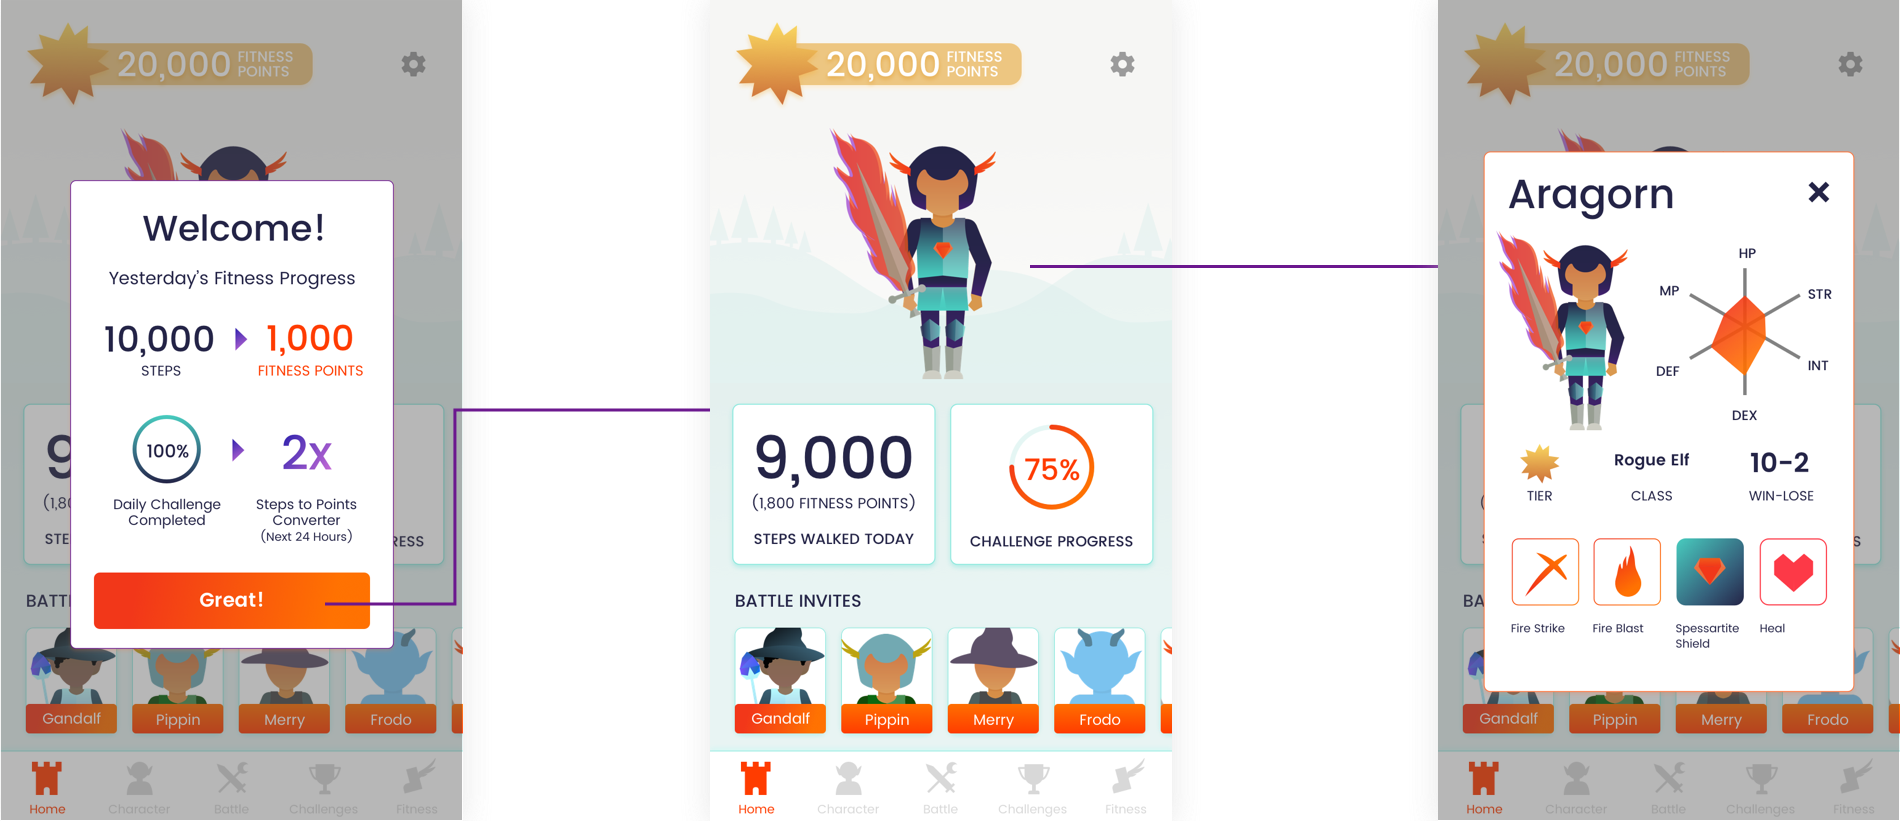 20,000
FITNESS
POINTS
Welcome!
Yesterday's Fitness Progress
10,000
STEPS
1,000
FITNESS POINTS
100%
Daily Challenge
Completed
2x
Steps to Points
Converter
(Next 24 Hours)
Great!
9
(1,8
STE
RESS
BATT
Gandalf
Pippin
Merry
Frodo
Home
Character
Battle
Challenges
Fitness
20,000
FITNESS
POINTS
9,000
(1,800 FITNESS POINTS)
STEPS WALKED TODAY
75%
CHALLENGE PROGRESS
BATTLE INVITES
Gandalf
Pippin
Merry
Frodo
Home
Character
Battle
Challenges
Fitness
20,000
FITNESS
POINTS
Aragorn
HP
MP
STR
DEF
INT
DEX
TIER
Rogue Elf
CLASS
10-2
WIN-LOSE
Fire Strike
Fire Blast
Spessartite
Shield
Heal
S
BA
Gandalf
Pippin
Merry
Frodo
Home
Character
Battle
Challenges
Fitness